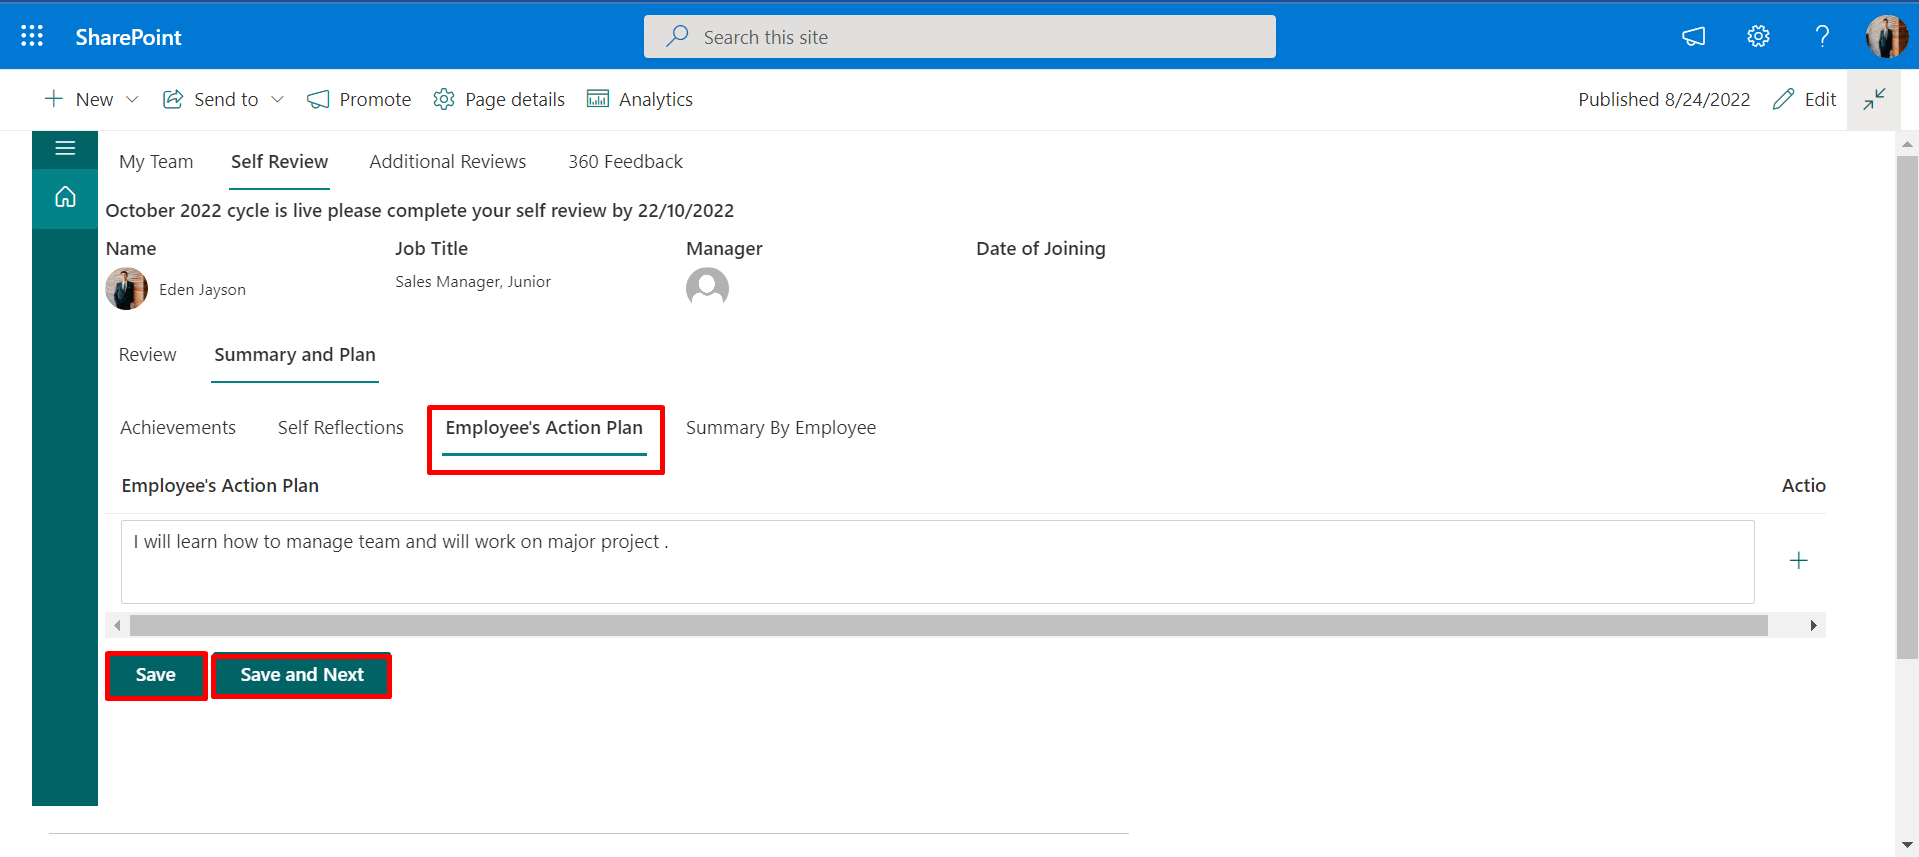 SharePoint Search this site
New Send to Promote Page details Analytics Published 8/24/2022 Edit
My Team Self Review Additional Reviews 360 Feedback
October 2022 cycle is live please complete your self review by 22/10/2022
Name Job Title Manager Date of Joining
Eden Jayson Sales Manager, Junior
Review Summary and Plan
Achievements Self Reflections Employee's Action Plan Summary By Employee
Employee's Action Plan Actio
I will learn how to manage team and will work on major project .
Save Save and Next